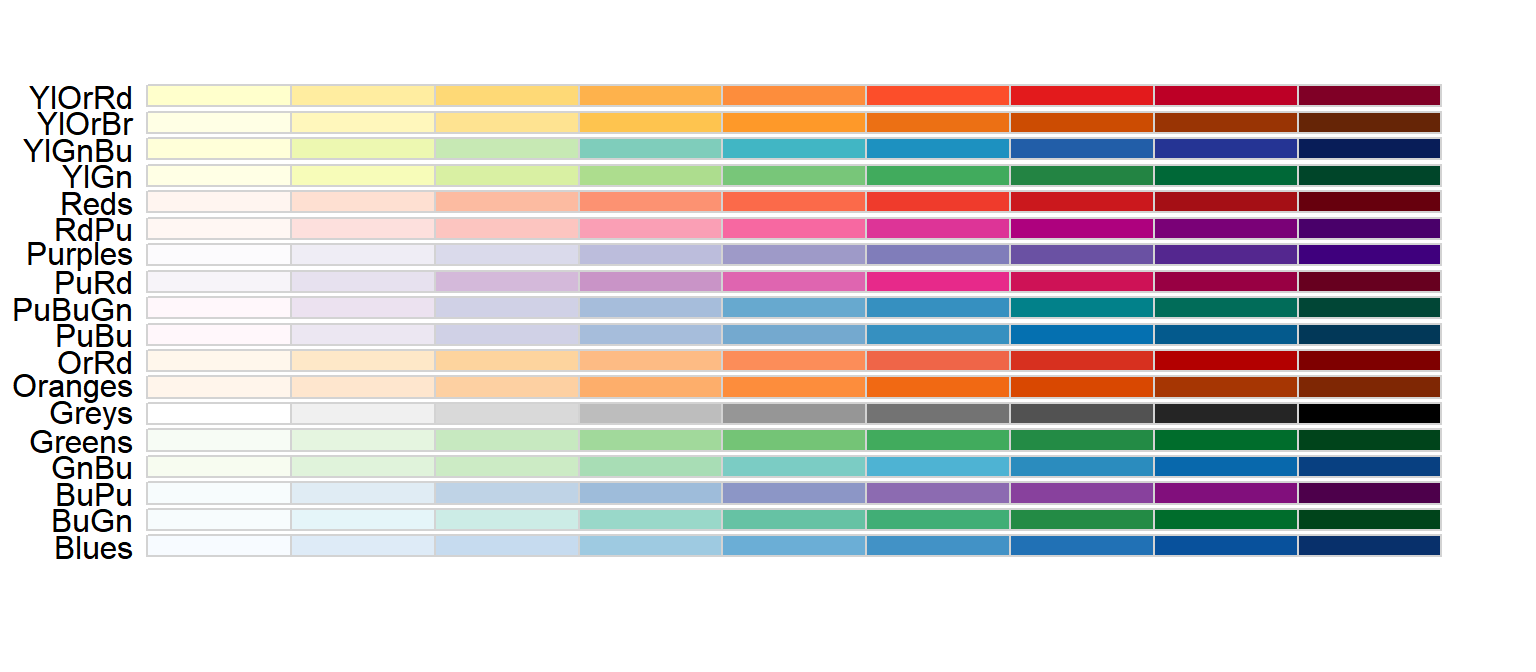 YlOrRd
YlOrBr
YlGnBu
YlGn
Reds
RdPu
Purples
PuRd
PuBuGn
PuBu
OrRd
Oranges
Greys
Greens
GnBu
BuPu
BuGn
Blues